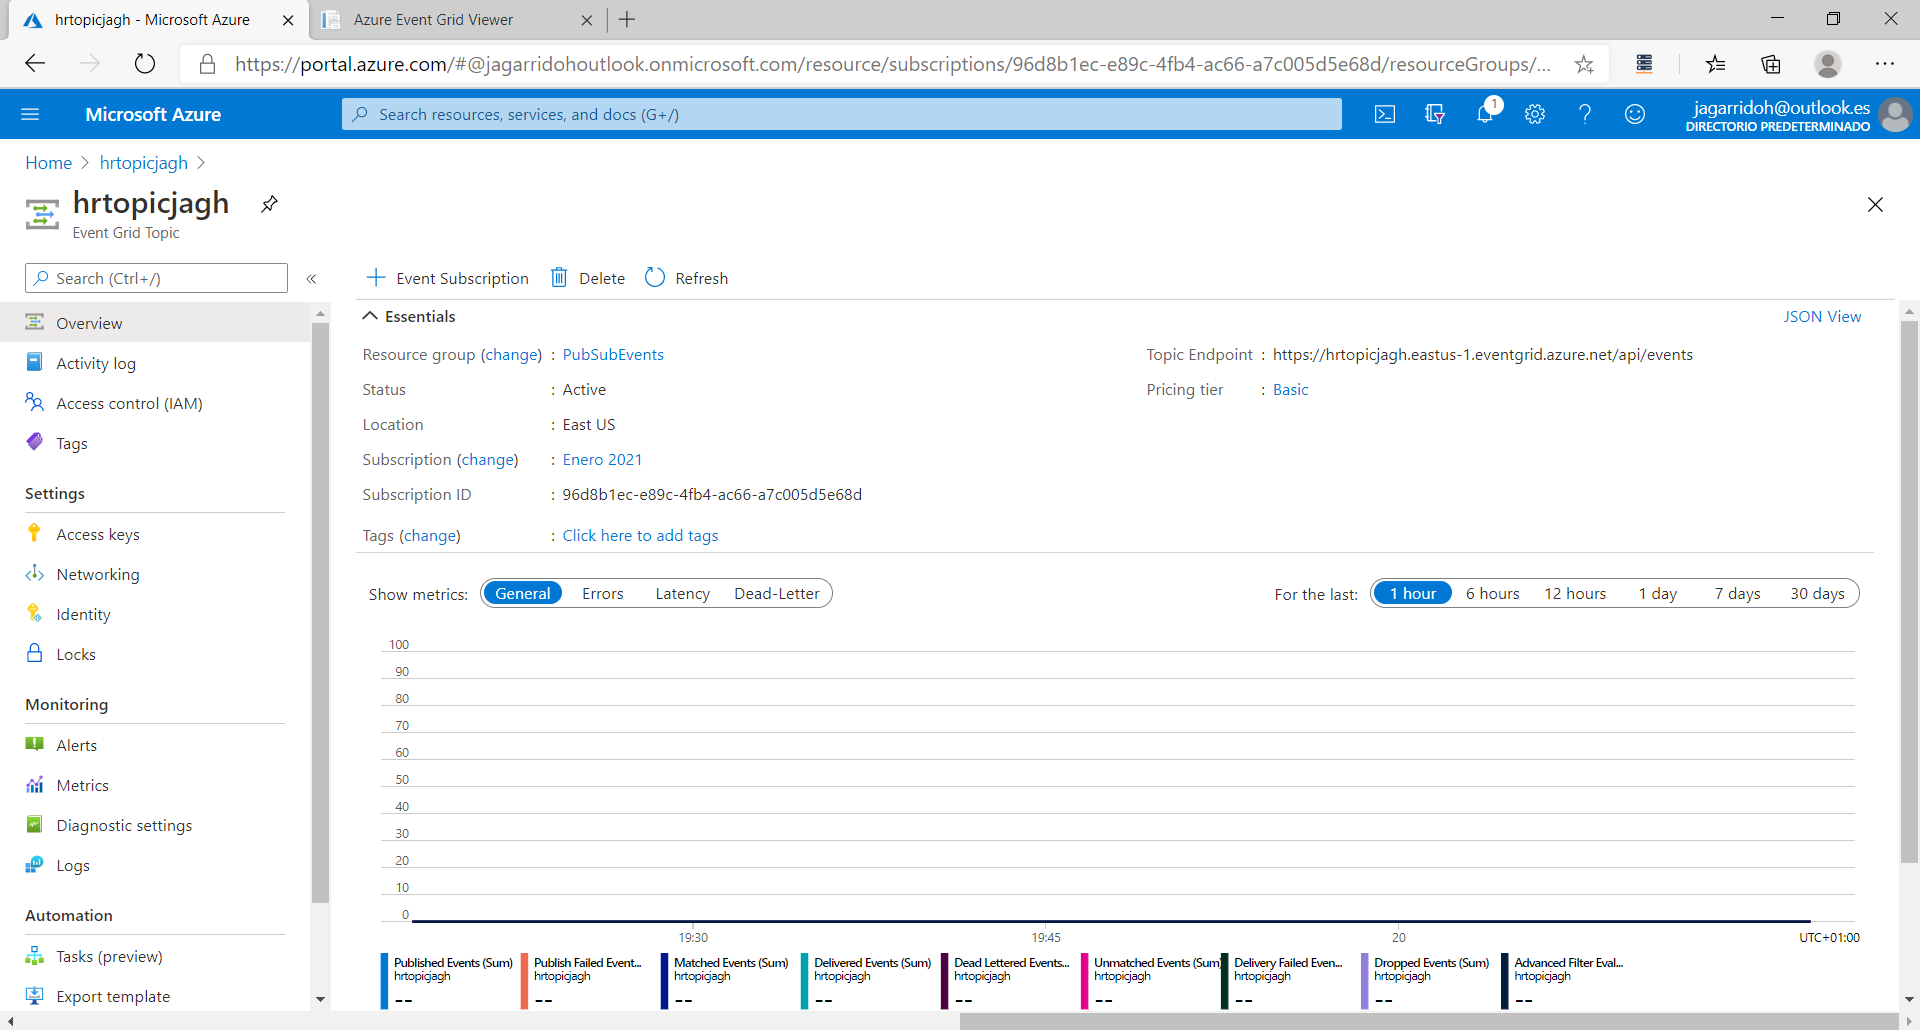 hrtopicjagh - Microsoft Azure
Azure Event Grid Viewer
https://portal.azure.com/#@jagarridohoutlook.onmicrosoft.com/resource/subscriptions/96d8b1ec-e89c-4fb4-ac66-a7c005d5e68d/resourceGroups/...
Microsoft Azure
Search resources, services, and docs (G+/)
1
jagarridoh@outlook.es
DIRECTORIO PREDETERMINADO
Home > hrtopicjagh >
hrtopicjagh
Event Grid Topic
Search (Ctrl+/)
«
Overview
Activity log
Access control (IAM)
Tags
Settings
Access keys
Networking
Identity
Locks
Monitoring
Alerts
Metrics
Diagnostic settings
Logs
Automation
Tasks (preview)
Export template
Event Subscription
Delete
Refresh
Essentials
JSON View
Resource group (change) : PubSubEvents
Status : Active
Location : East US
Subscription (change) : Enero 2021
Subscription ID : 96d8b1ec-e89c-4fb4-ac66-a7c005d5e68d
Tags (change) : Click here to add tags
Topic Endpoint : https://hrtopicjagh.eastus-1.eventgrid.azure.net/api/events
Pricing tier : Basic
Show metrics: General Errors Latency Dead-Letter
For the last: 1 hour 6 hours 12 hours 1 day 7 days 30 days
100
90
80
70
60
50
40
30
20
10
0
19:30 19:45 20 UTC+01:00
Published Events (Sum)
hrtopicjagh
--
Publish Failed Event...
hrtopicjagh
--
Matched Events (Sum)
hrtopicjagh
--
Delivered Events (Sum)
hrtopicjagh
--
Dead Lettered Events...
hrtopicjagh
--
Unmatched Events (Sum)
hrtopicjagh
--
Delivery Failed Even...
hrtopicjagh
--
Dropped Events (Sum)
hrtopicjagh
--
Advanced Filter Eval...
hrtopicjagh
--